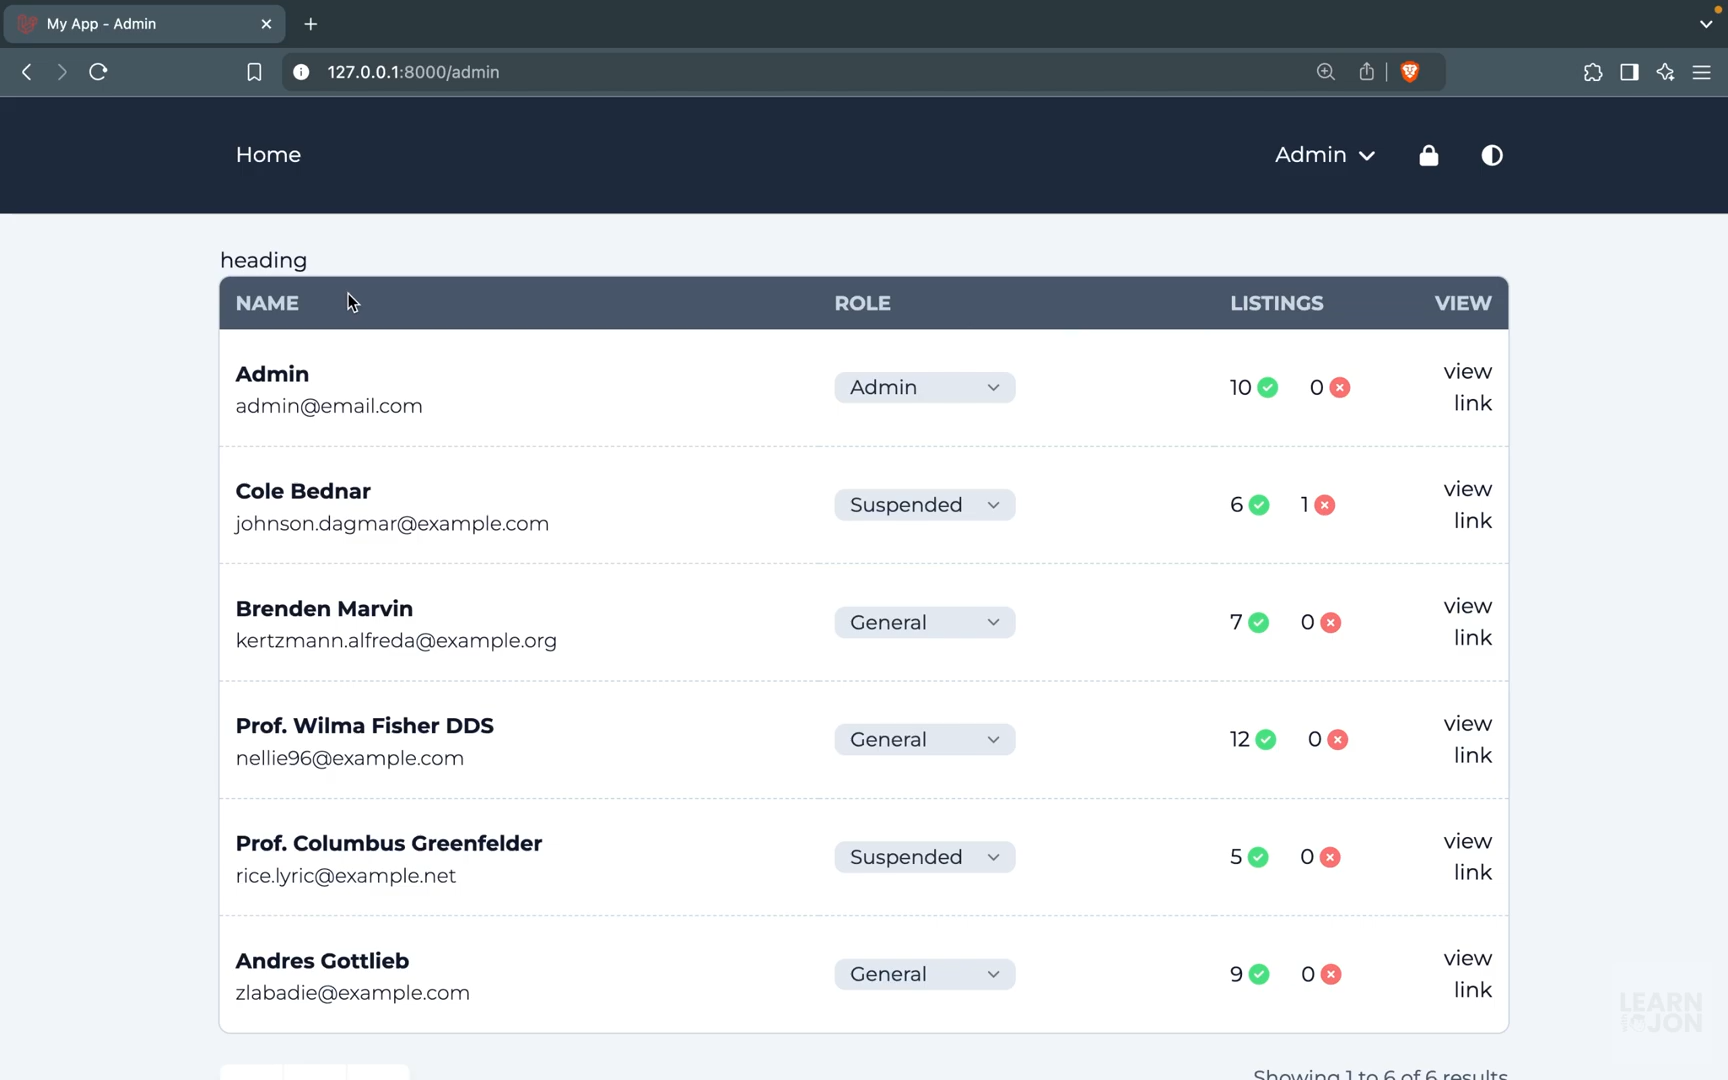 My App - Admin
127.0.0.1:8000/admin
Home
Admin
heading
NAME ROLE LISTINGS VIEW
Admin
admin@email.com
Admin
10 0
view
link
Cole Bednar
johnson.dagmar@example.com
Suspended
6 1
view
link
Brenden Marvin
kertzmann.alfreda@example.org
General
7 0
view
link
Prof. Wilma Fisher DDS
nellie96@example.com
General
12 0
view
link
Prof. Columbus Greenfelder
rice.lyric@example.net
Suspended
5 0
view
link
Andres Gottlieb
zlabadie@example.com
General
9 0
view
link
Showing 1 to 6 of 6 results
LEARN
JON